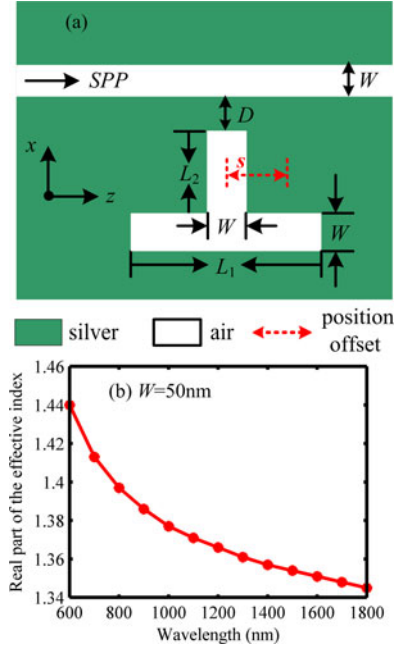 (a)
SPP
W
D
x
L2
s
z
W
W
L1
silver
air
position
offset
1.46
(b) W=50nm
1.44
1.42
1.4
1.38
1.36
1.34
600 800 1000 1200 1400 1600 1800
Real part of the effective index
Wavelength (nm)